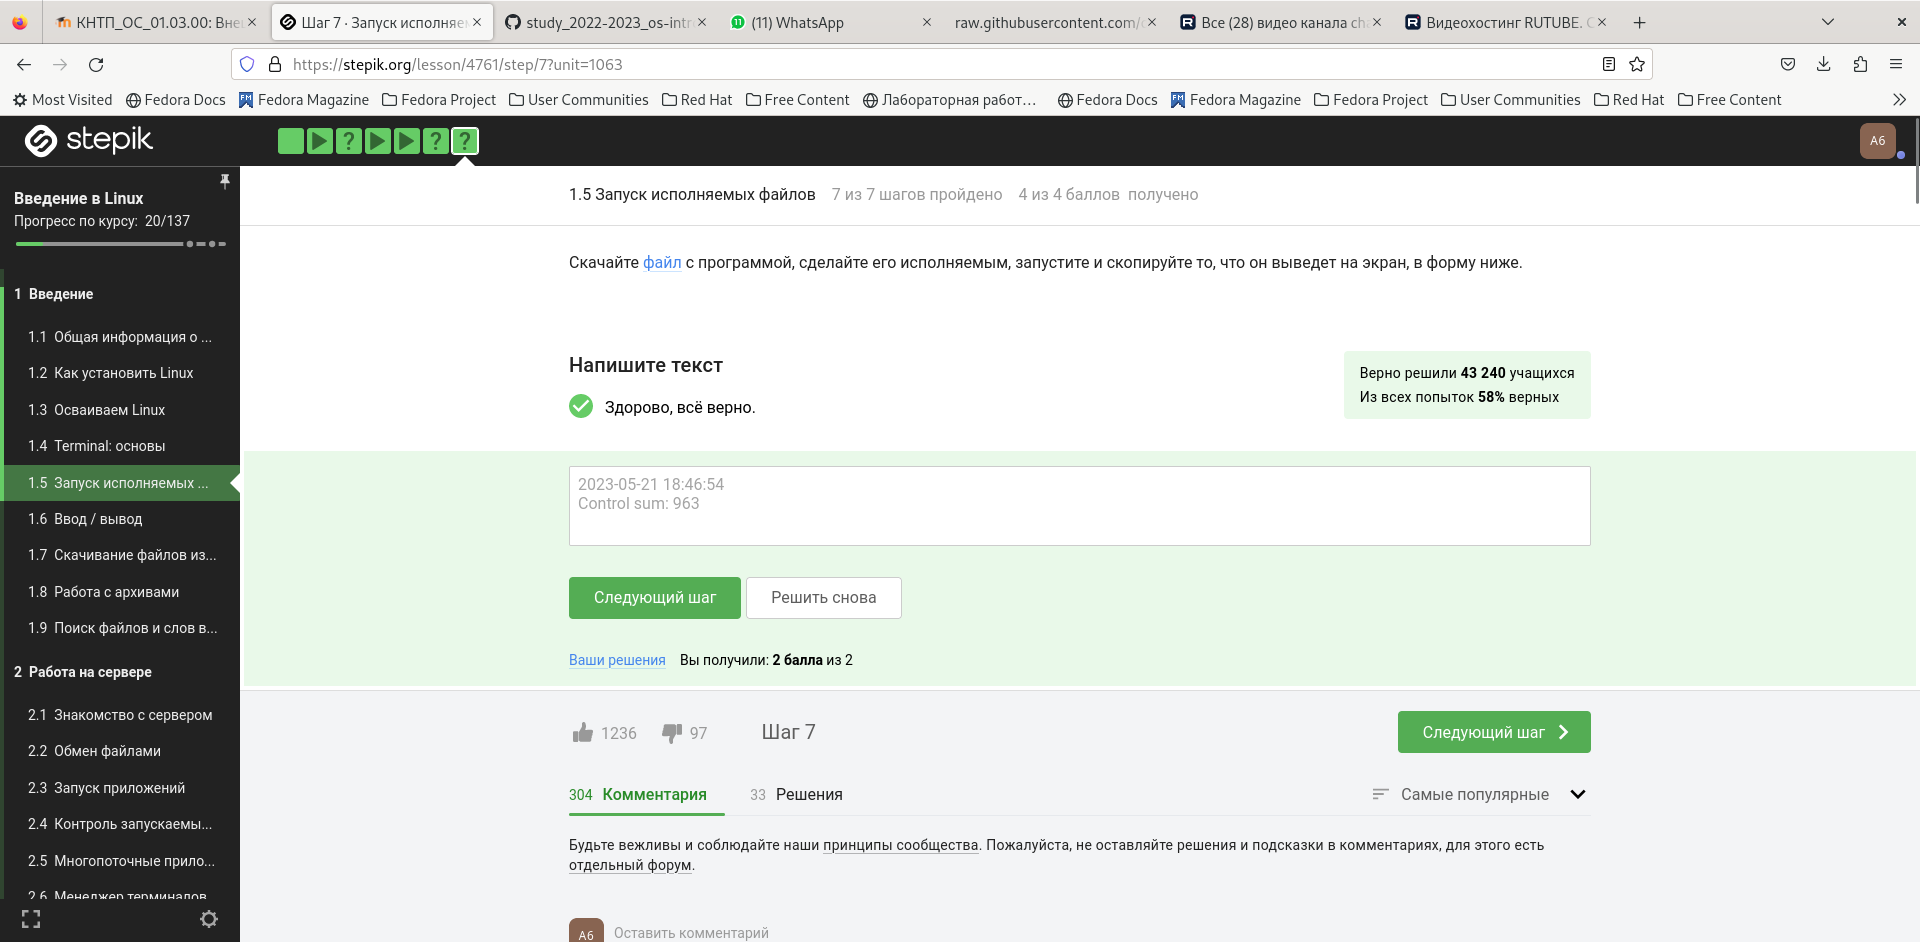 КНТП_ОС_01.03.00: Вне
Шаг 7 · Запуск исполняе
study_2022-2023_os-intr
(11) WhatsApp
raw.githubusercontent.com/
Все (28) видео канала
Видеохостинг RUTUBE.
https://stepik.org/lesson/4761/step/7?unit=1063
Most Visited
Fedora Docs
Fedora Magazine
Fedora Project
User Communities
Red Hat
Free Content
Лабораторная работ…
Fedora Docs
Fedora Magazine
Fedora Project
User Communities
Red Hat
Free Content
stepik
A6
Введение в Linux
Прогресс по курсу: 20/137
1 Введение
1.1 Общая информация о ...
1.2 Как установить Linux
1.3 Осваиваем Linux
1.4 Terminal: основы
1.5 Запуск исполняемых ...
1.6 Ввод / вывод
1.7 Скачивание файлов из...
1.8 Работа с архивами
1.9 Поиск файлов и слов в...
2 Работа на сервере
2.1 Знакомство с сервером
2.2 Обмен файлами
2.3 Запуск приложений
2.4 Контроль запускаемы...
2.5 Многопоточные прило...
2.6 Менеджер терминалов
1.5 Запуск исполняемых файлов 7 из 7 шагов пройдено 4 из 4 баллов получено
Скачайте файл с программой, сделайте его исполняемым, запустите и скопируйте то, что он выведет на экран, в форму ниже.
Напишите текст
Здорово, всё верно.
Верно решили 43 240 учащихся
Из всех попыток 58% верных
2023-05-21 18:46:54
Control sum: 963
Следующий шаг
Решить снова
Ваши решения Вы получили: 2 балла из 2
1236 97 Шаг 7
Следующий шаг
304 Комментария 33 Решения
Самые популярные
Будьте вежливы и соблюдайте наши принципы сообщества. Пожалуйста, не оставляйте решения и подсказки в комментариях, для этого есть
отдельный форум.
A6
Оставить комментарий